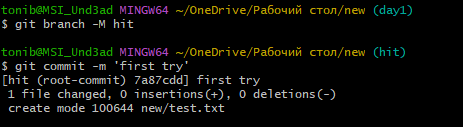 tonib@MSI_Und3ad MINGW64 ~/OneDrive/Рабочий стол/new (day1)
$ git branch -M hit
tonib@MSI_Und3ad MINGW64 ~/OneDrive/Рабочий стол/new (hit)
$ git commit -m 'first try'
[hit (root-commit) 7a87cdd] first try
1 file changed, 0 insertions(+), 0 deletions(-)
create mode 100644 new/test.txt